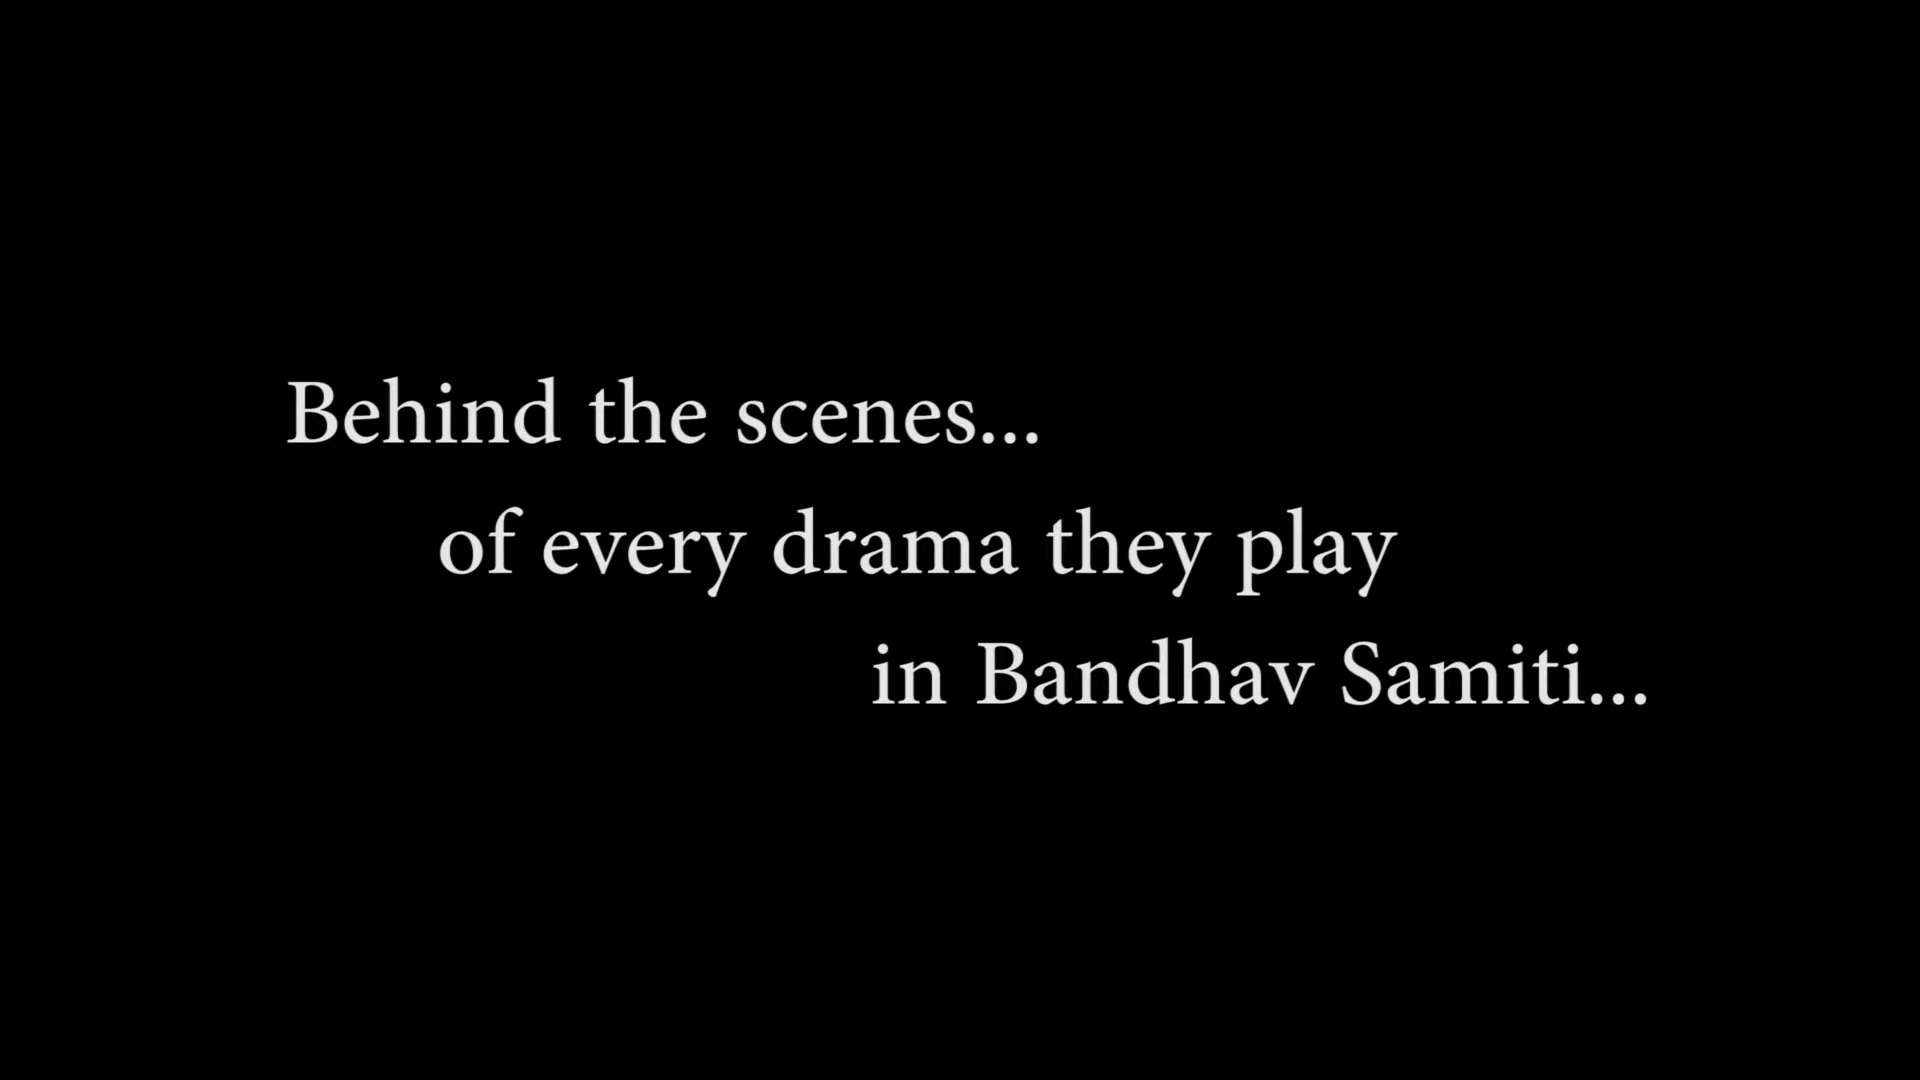 Behind the scenes...
of every drama they play
in Bandhav Samiti...